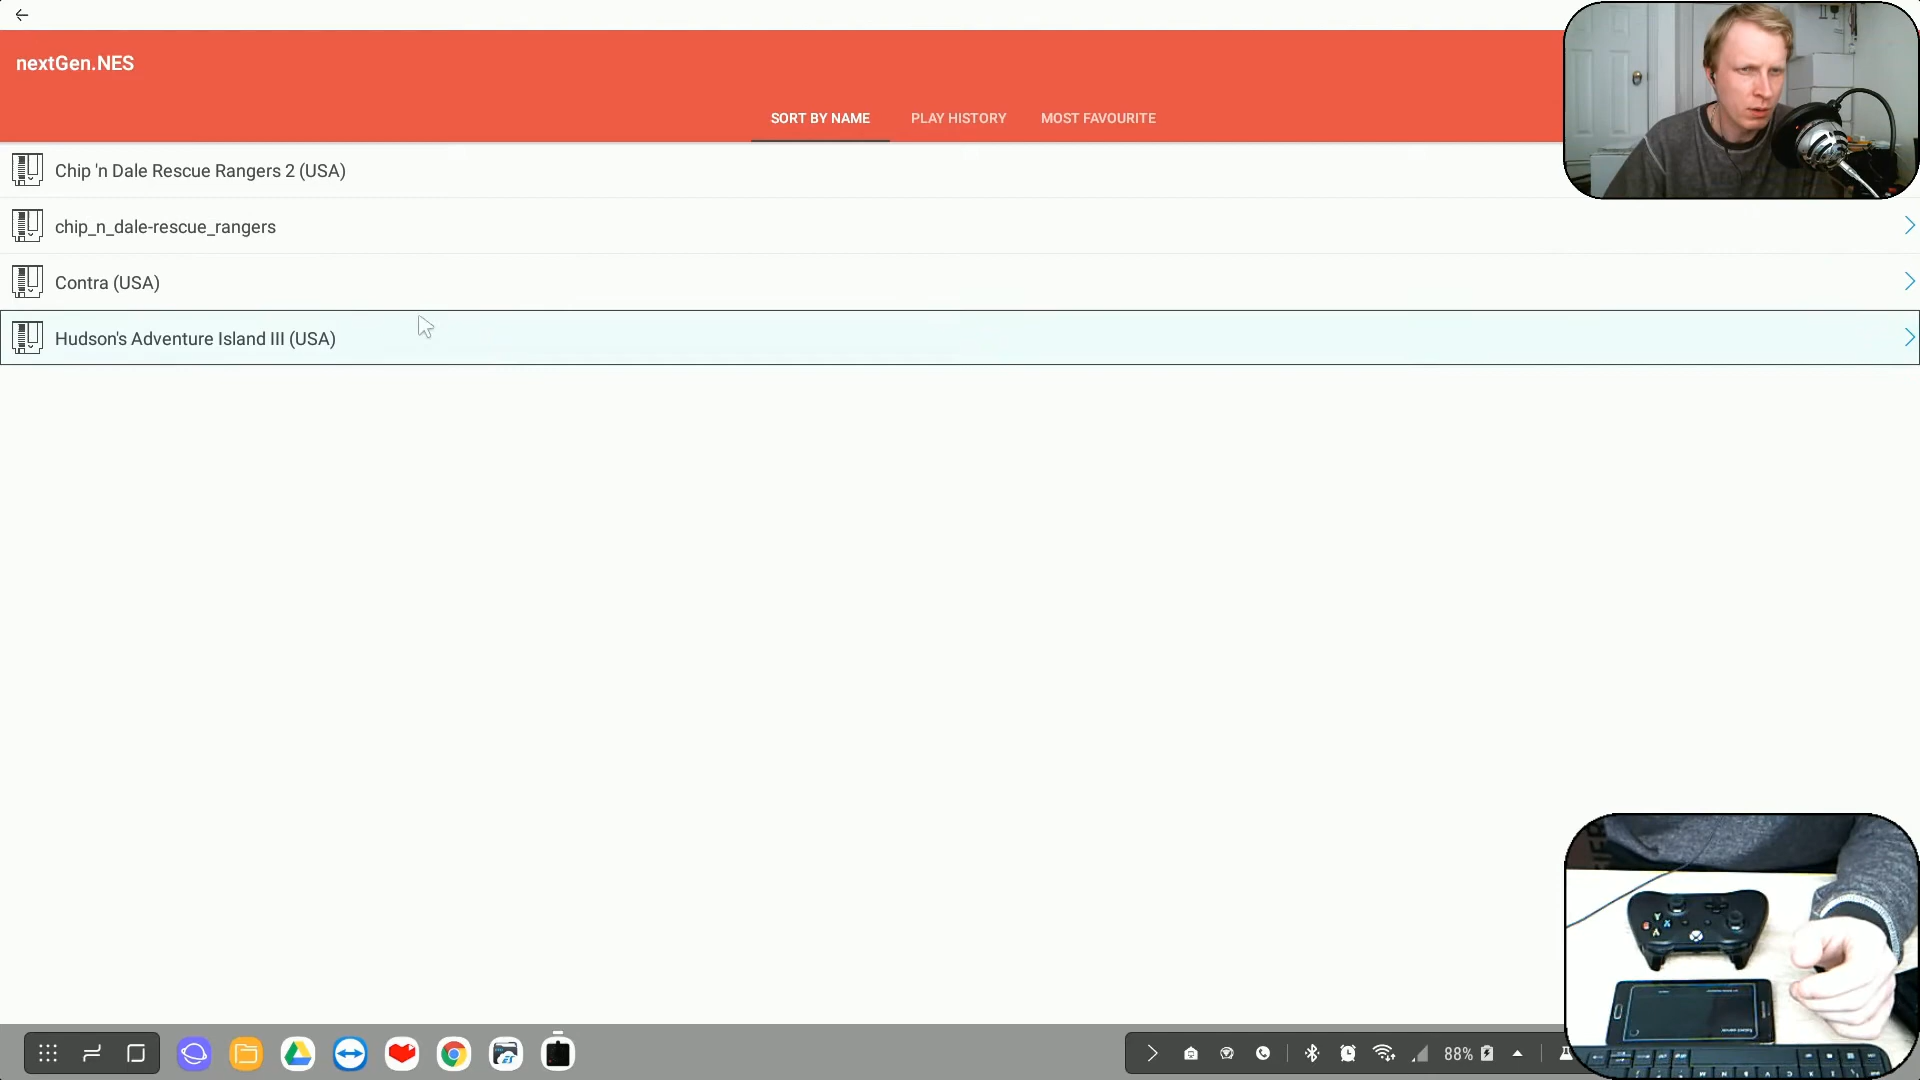 nextGen.NES
SORT BY NAME PLAY HISTORY MOST FAVOURITE
Chip 'n Dale Rescue Rangers 2 (USA)
chip_n_dale-rescue_rangers
Contra (USA)
Hudson's Adventure Island III (USA)
88%